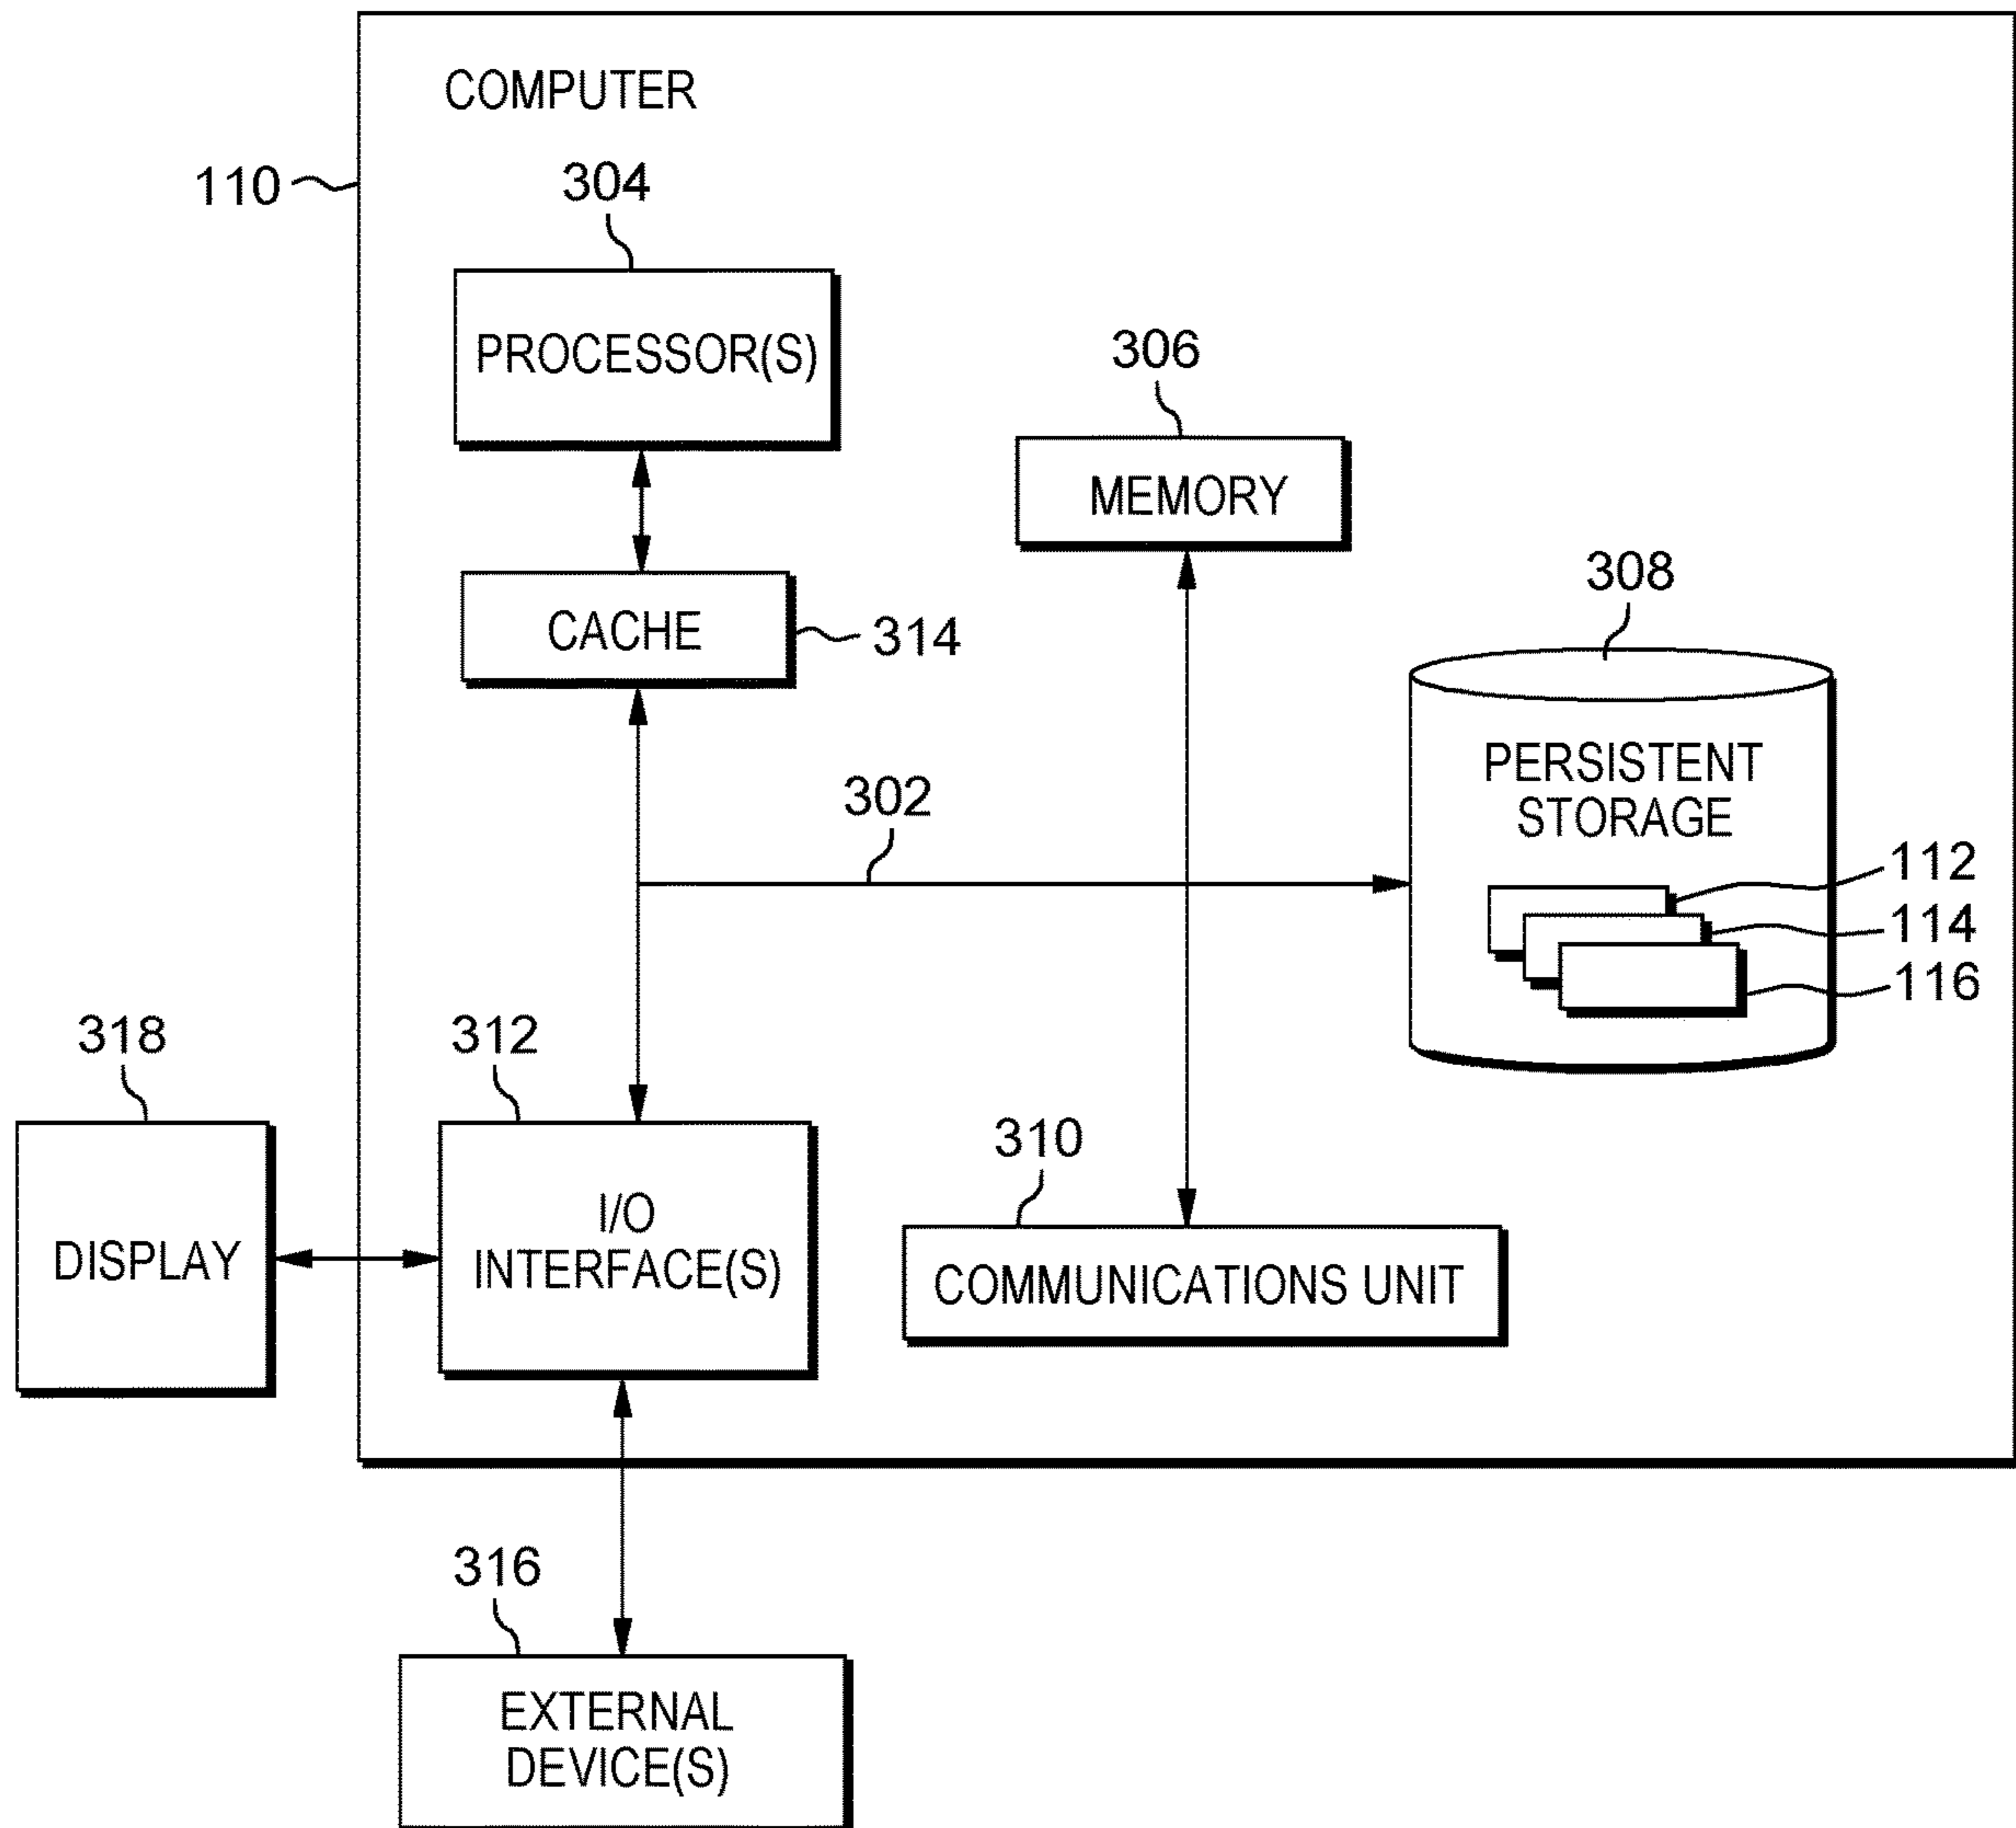 COMPUTER
110
304
PROCESSOR(S)
306
MEMORY
CACHE
314
308
PERSISTENT
STORAGE
302
112
114
116
318
DISPLAY
312
I/O
INTERFACE(S)
310
COMMUNICATIONS UNIT
316
EXTERNAL
DEVICE(S)